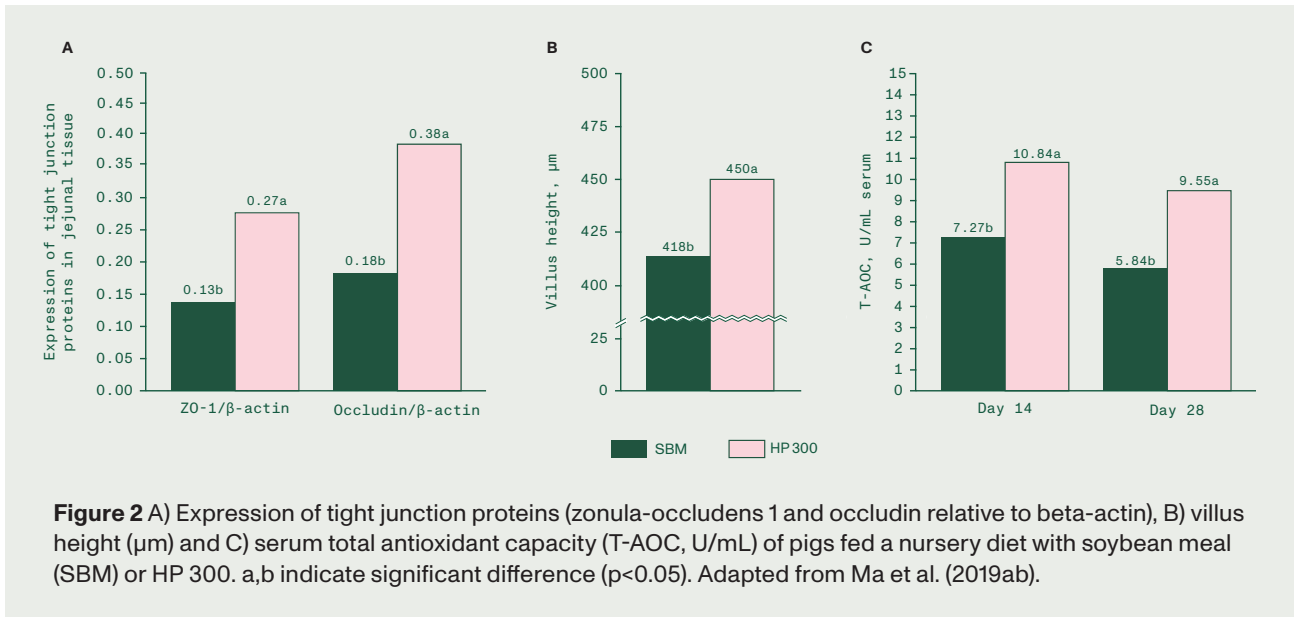 A
Expression of tight junction
proteins in jejunal tissue
0.50
0.45
0.40
0.35
0.30
0.25
0.20
0.15
0.10
0.05
0.00
0.13b
0.27a
0.18b
0.38a
ZO-1/β-actin
Occludin/β-actin
B
Villus height, µm
500
475
450
425
400
25
0
418b
450a
C
T-AOC, U/mL serum
15
14
13
12
11
10
9
8
7
6
5
4
3
2
1
0
7.27b
10.84a
5.84b
9.55a
Day 14
Day 28
SBM
HP 300
Figure 2 A) Expression of tight junction proteins (zonula-occludens 1 and occludin relative to beta-actin), B) villus
height (µm) and C) serum total antioxidant capacity (T-AOC, U/mL) of pigs fed a nursery diet with soybean meal
(SBM) or HP 300. a,b indicate significant difference (p<0.05). Adapted from Ma et al. (2019ab).